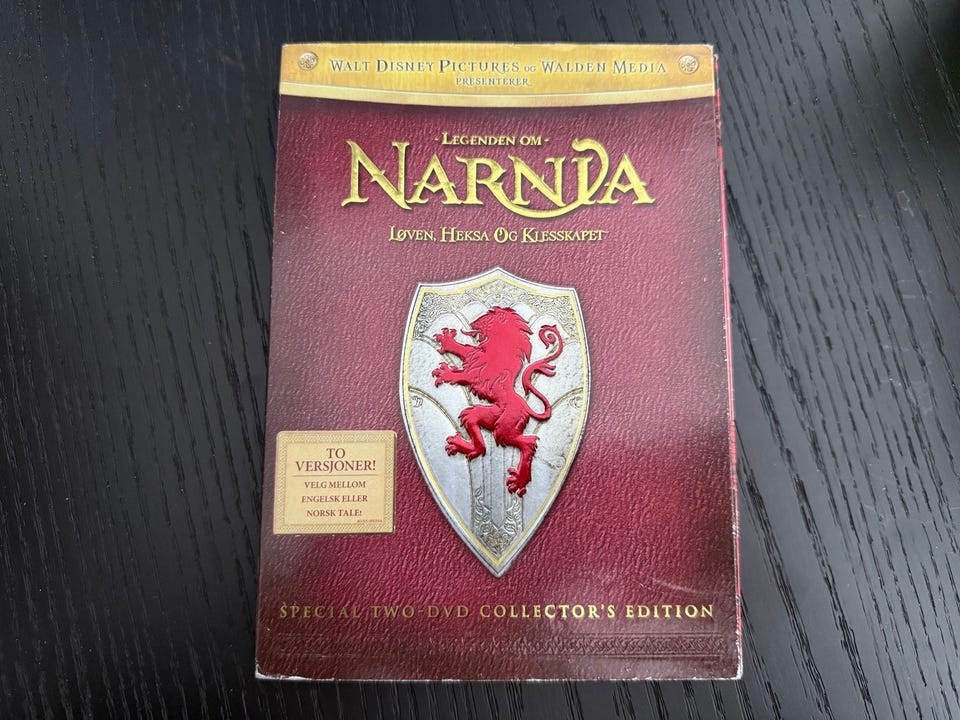 WALT DISNEY PICTURES OG WALDEN MEDIA
PRESENTERER
- LEGENDEN OM -
NARNIA
LØVEN, HEKSA OG KLESSKAPET
TO
VERSJONER!
VELG MELLOM
ENGELSK ELLER
NORSK TALE!
SPECIAL TWO-DVD COLLECTOR'S EDITION